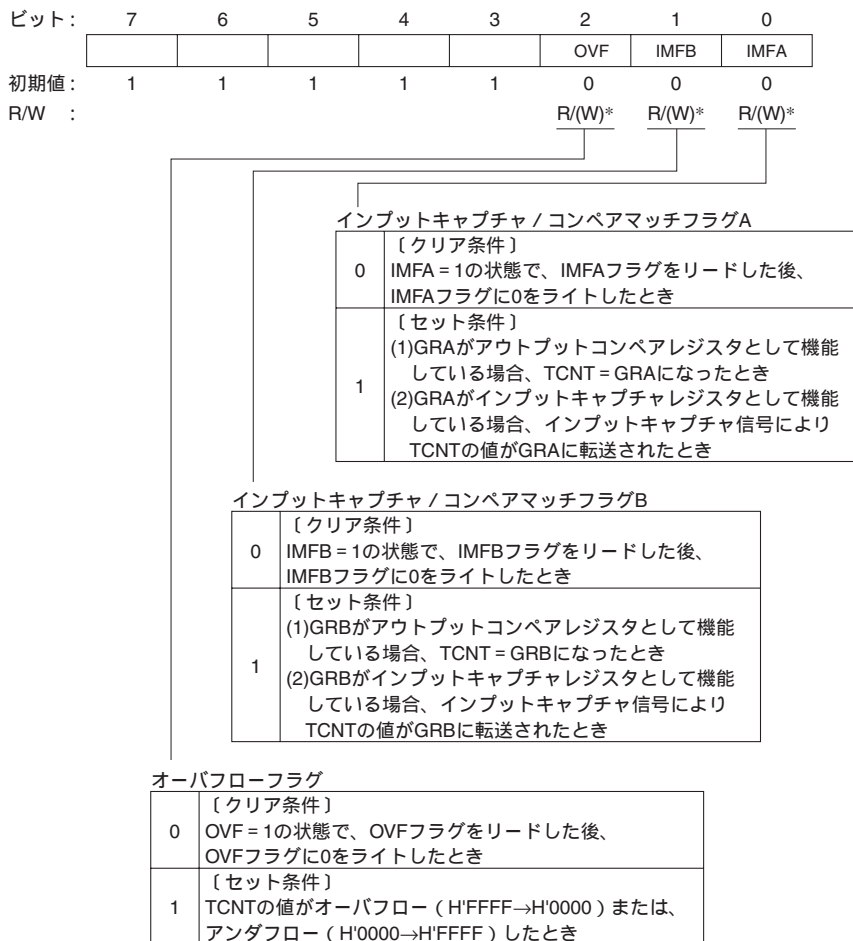 ビット: 7 6 5 4 3 2 1 0
OVF IMFB IMFA
初期値: 1 1 1 1 1 0 0 0
R/W : R/(W)* R/(W)* R/(W)*
インプットキャプチャ / コンペアマッチフラグA
〔クリア条件〕
0 IMFA = 1の状態で、IMFAフラグをリードした後、
IMFAフラグに0をライトしたとき
〔セット条件〕
(1)GRAがアウトプットコンペアレジスタとして機能
している場合、TCNT = GRAになったとき
1
(2)GRAがインプットキャプチャレジスタとして機能
している場合、インプットキャプチャ信号により
TCNTの値がGRAに転送されたとき
インプットキャプチャ / コンペアマッチフラグB
〔クリア条件〕
0 IMFB = 1の状態で、IMFBフラグをリードした後、
IMFBフラグに0をライトしたとき
〔セット条件〕
(1)GRBがアウトプットコンペアレジスタとして機能
している場合、TCNT = GRBになったとき
1
(2)GRBがインプットキャプチャレジスタとして機能
している場合、インプットキャプチャ信号により
TCNTの値がGRBに転送されたとき
オーバフローフラグ
〔クリア条件〕
0 OVF = 1の状態で、OVFフラグをリードした後、
OVFフラグに0をライトしたとき
〔セット条件〕
1 TCNTの値がオーバフロー(H'FFFF→H'0000)または、
アンダフロー(H'0000→H'FFFF)したとき